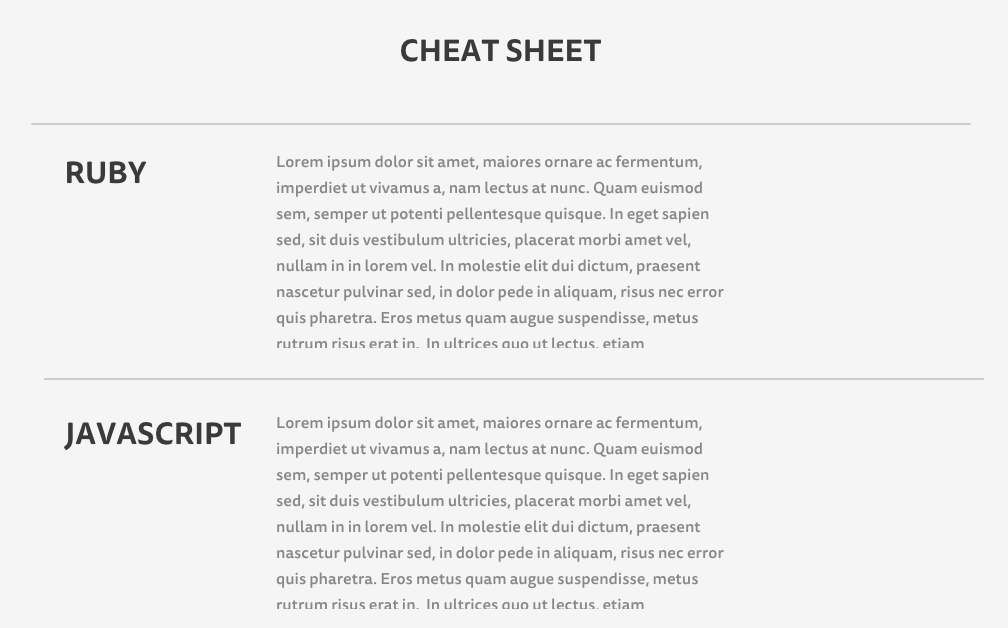 CHEAT SHEET
RUBY
Lorem ipsum dolor sit amet, maiores ornare ac fermentum,
imperdiet ut vivamus a, nam lectus at nunc. Quam euismod
sem, semper ut potenti pellentesque quisque. In eget sapien
sed, sit duis vestibulum ultricies, placerat morbi amet vel,
nullam in in lorem vel. In molestie elit dui dictum, praesent
nascetur pulvinar sed, in dolor pede in aliquam, risus nec error
quis pharetra. Eros metus quam augue suspendisse, metus
rutrum risus erat in.  In ultrices quo ut lectus, etiam
JAVASCRIPT
Lorem ipsum dolor sit amet, maiores ornare ac fermentum,
imperdiet ut vivamus a, nam lectus at nunc. Quam euismod
sem, semper ut potenti pellentesque quisque. In eget sapien
sed, sit duis vestibulum ultricies, placerat morbi amet vel,
nullam in in lorem vel. In molestie elit dui dictum, praesent
nascetur pulvinar sed, in dolor pede in aliquam, risus nec error
quis pharetra. Eros metus quam augue suspendisse, metus
rutrum risus erat in.  In ultrices quo ut lectus, etiam